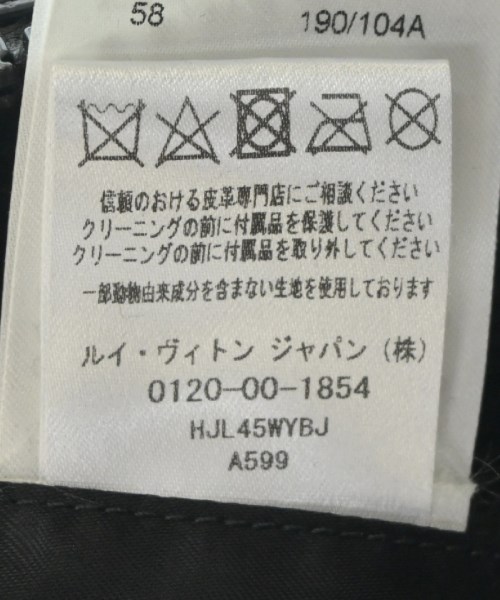 58
190/104A
信頼のおける皮革専門店にご相談ください
クリーニングの前に付属品を保護してください
クリーニングの前に付属品を取り外してください
一部動物由来成分を含まない生地を使用しております
ルイ・ヴィトン ジャパン (株)
0120-00-1854
HJL45WYBJ
A599